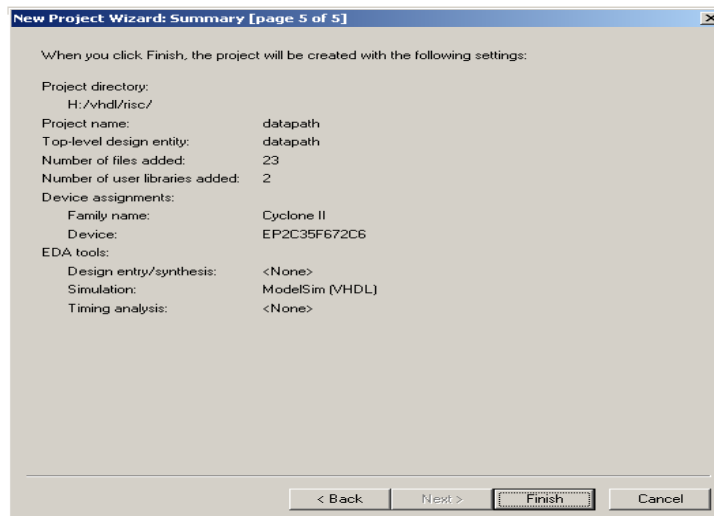 New Project Wizard: Summary [page 5 of 5]
When you click Finish, the project will be created with the following settings:
Project directory:
H:/vhdl/risc/
Project name: datapath
Top-level design entity: datapath
Number of files added: 23
Number of user libraries added: 2
Device assignments:
Family name: Cyclone II
Device: EP2C35F672C6
EDA tools:
Design entry/synthesis: <None>
Simulation: ModelSim (VHDL)
Timing analysis: <None>
< Back Next > Finish Cancel